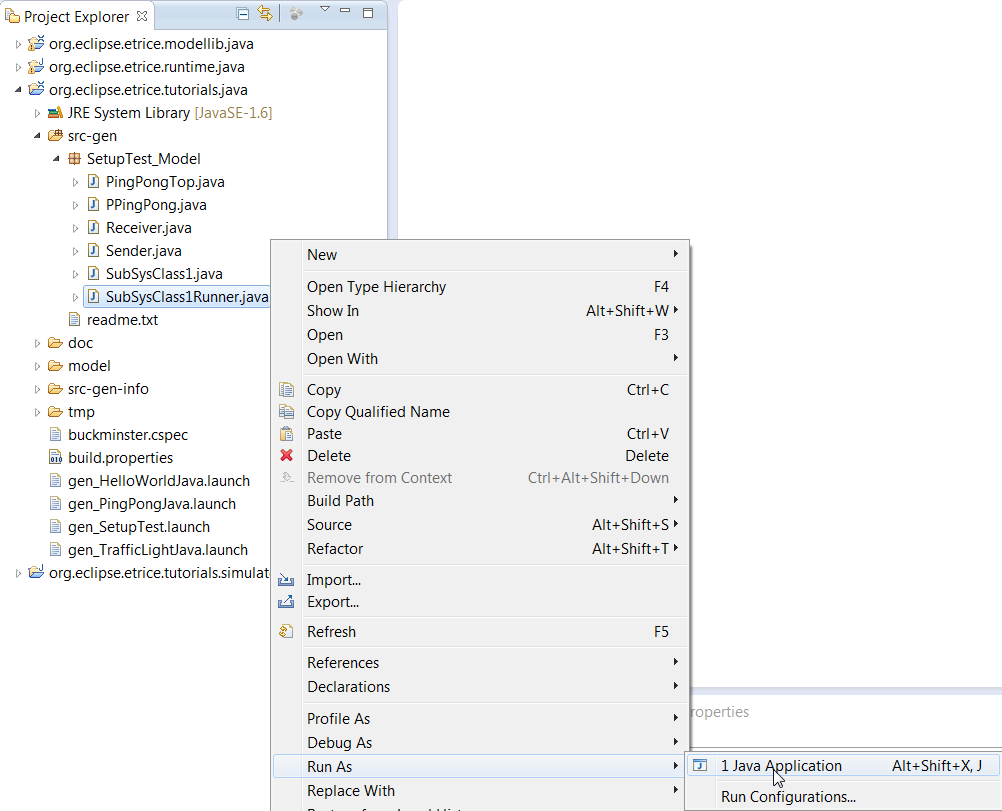 Project Explorer
org.eclipse.etrice.modellib.java
org.eclipse.etrice.runtime.java
org.eclipse.etrice.tutorials.java
JRE System Library [JavaSE-1.6]
src-gen
SetupTest_Model
PingPongTop.java
PPingPong.java
Receiver.java
Sender.java
SubSysClass1.java
SubSysClass1Runner.java
readme.txt
doc
model
src-gen-info
tmp
buckminster.cspec
build.properties
gen_HelloWorldJava.launch
gen_PingPongJava.launch
gen_SetupTest.launch
gen_TrafficLightJava.launch
org.eclipse.etrice.tutorials.simulat
New
Open Type Hierarchy F4
Show In Alt+Shift+W
Open F3
Open With
Copy Ctrl+C
Copy Qualified Name
Paste Ctrl+V
Delete Delete
Remove from Context Ctrl+Alt+Shift+Down
Build Path
Source Alt+Shift+S
Refactor Alt+Shift+T
Import...
Export...
Refresh F5
References
Declarations
Profile As
Debug As
Run As
Replace With
roperties
1 Java Application Alt+Shift+X, J
Run Configurations...